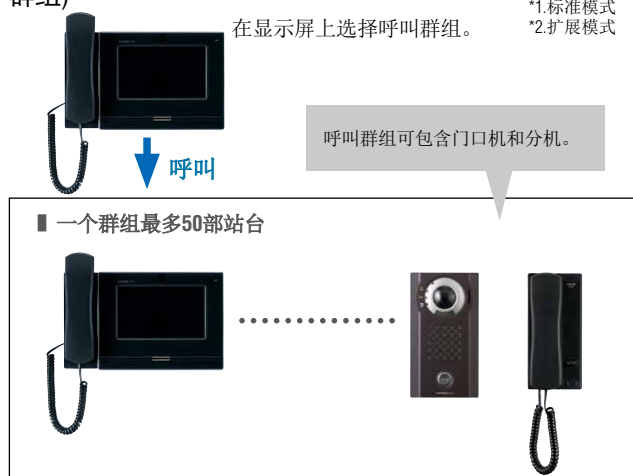 群组)
*1.标准模式
*2.扩展模式
在显示屏上选择呼叫群组。
呼叫群组可包含门口机和分机。
呼叫
一个群组最多50部站台